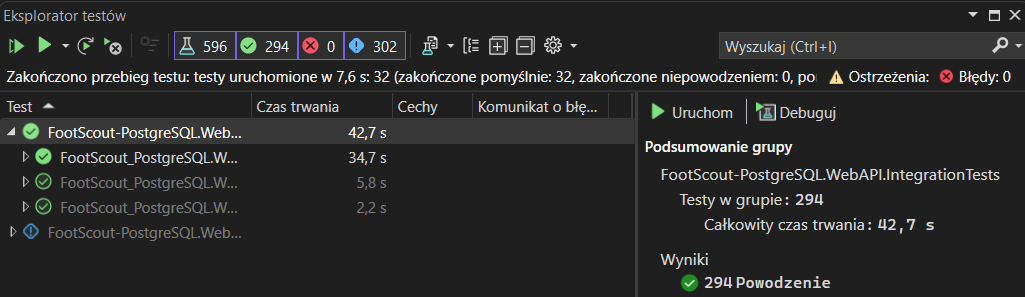 Eksplorator testów
596 294 0 302
Wyszukaj (Ctrl+I)
Zakończono przebieg testu: testy uruchomione w 7,6 s: 32 (zakończone pomyślnie: 32, zakończone niepowodzeniem: 0, po Ostrzeżenia: Błędy: 0
Test Czas trwania Cechy Komunikat o błę...
FootScout-PostgreSQL.Web... 42,7 s
FootScout_PostgreSQL.W... 34,7 s
FootScout_PostgreSQL.W... 5,8 s
FootScout_PostgreSQL.W... 2,2 s
FootScout-PostgreSQL.Web...
Uruchom Debuguj
Podsumowanie grupy
FootScout-PostgreSQL.WebAPI.IntegrationTests
Testy w grupie: 294
Całkowity czas trwania: 42,7 s
Wyniki
294 Powodzenie